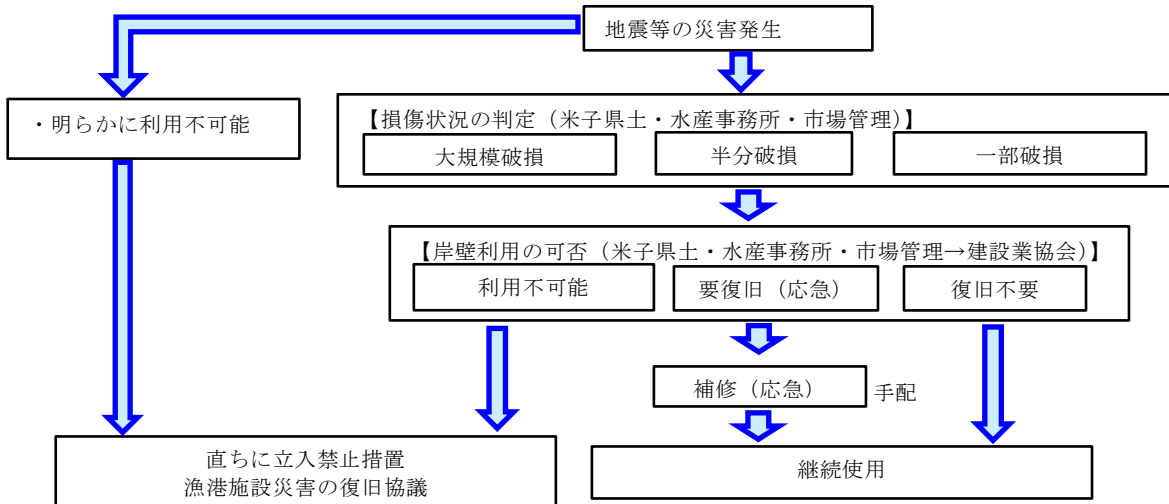 地震等の災害発生
・明らかに利用不可能
【損傷状況の判定（米子県土・水産事務所・市場管理）】
大規模破損
半分破損
一部破損
【岸壁利用の可否（米子県土・水産事務所・市場管理→建設業協会）】
利用不可能
要復旧（応急）
復旧不要
補修（応急）
手配
直ちに立入禁止措置
漁港施設災害の復旧協議
継続使用